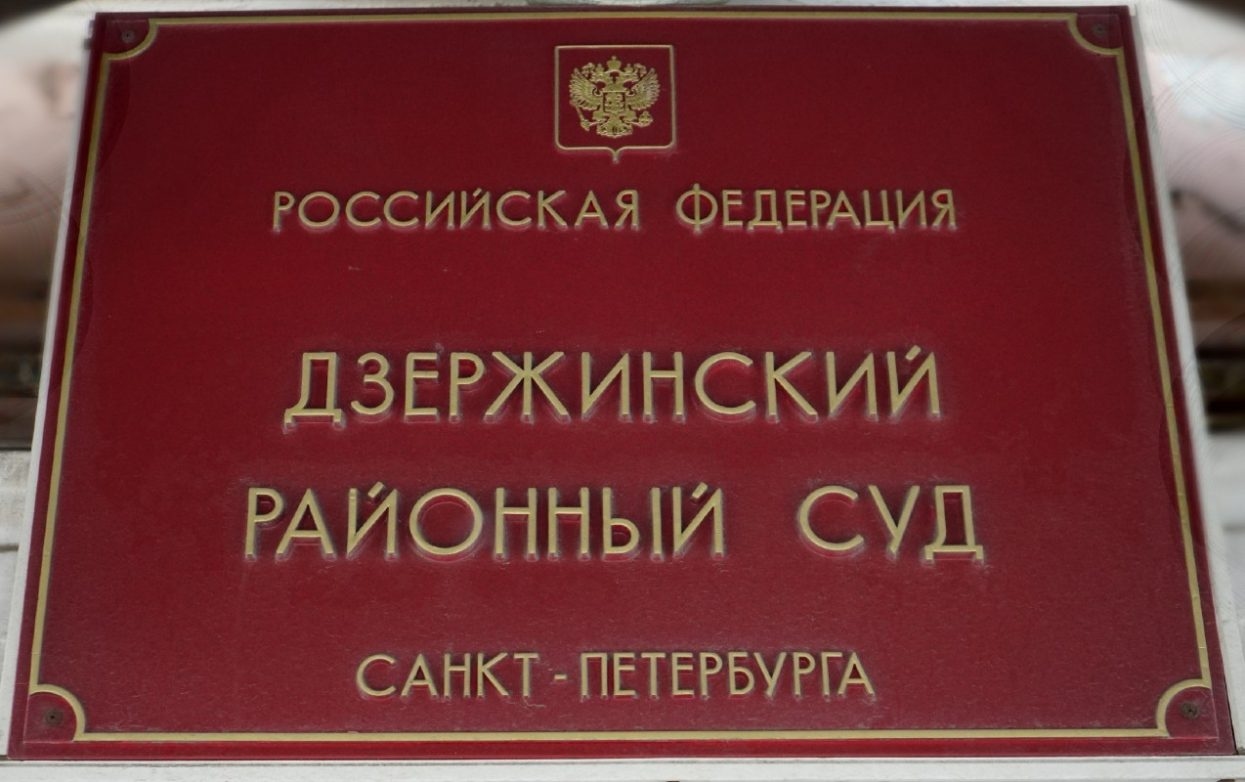 РОССИЙСКАЯ ФЕДЕРАЦИЯ
ДЗЕРЖИНСКИЙ
РАЙОННЫЙ СУД
САНКТ-ПЕТЕРБУРГА